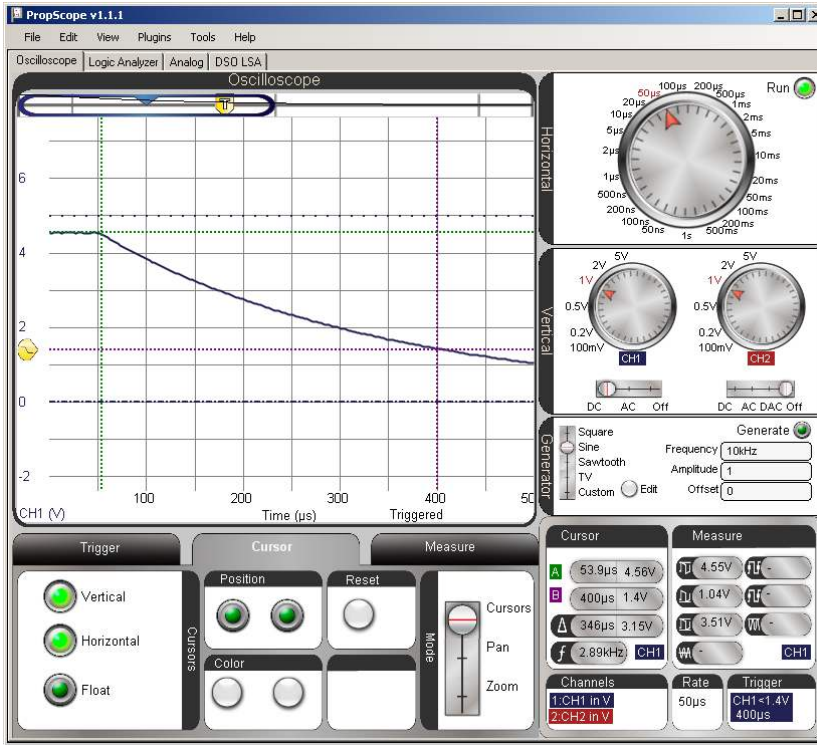 PropScope v1.1.1
File Edit View Plugins Tools Help
Oscilloscope Logic Analyzer Analog DSO LSA
Oscilloscope
T
6
4
2
0
-2
100 200 300 400 50
CH1 (V) Time (µs) Triggered
Horizontal
Run
50ns
100ns
200ns
500ns
1µs
2µs
5µs
10µs
20µs
50µs
100µs
200µs
500µs
1ms
2ms
5ms
10ms
20ms
50ms
100ms
200ms
500ms
1s
Vertical
5V
2V
1V
0.5V
0.2V
100mV
CH1
DC AC Off
5V
2V
1V
0.5V
0.2V
100mV
CH2
DC AC DAC Off
Generator
Square
Sine
Sawtooth
TV
Custom
Edit
Generate
Frequency 10kHz
Amplitude 1
Offset 0
Trigger Cursor Measure
Vertical
Horizontal
Float
Cursors
Position
Reset
Color
Mode
Cursors
Pan
Zoom
Cursor
A 53.9µs 4.56V
B 400µs 1.4V
Δ 346µs 3.15V
f 2.89kHz CH1
Measure
4.55V -
1.04V -
3.51V -
- CH1
Channels
1:CH1 in V
2:CH2 in V
Rate
50µs
Trigger
CH1<1.4V
400µs